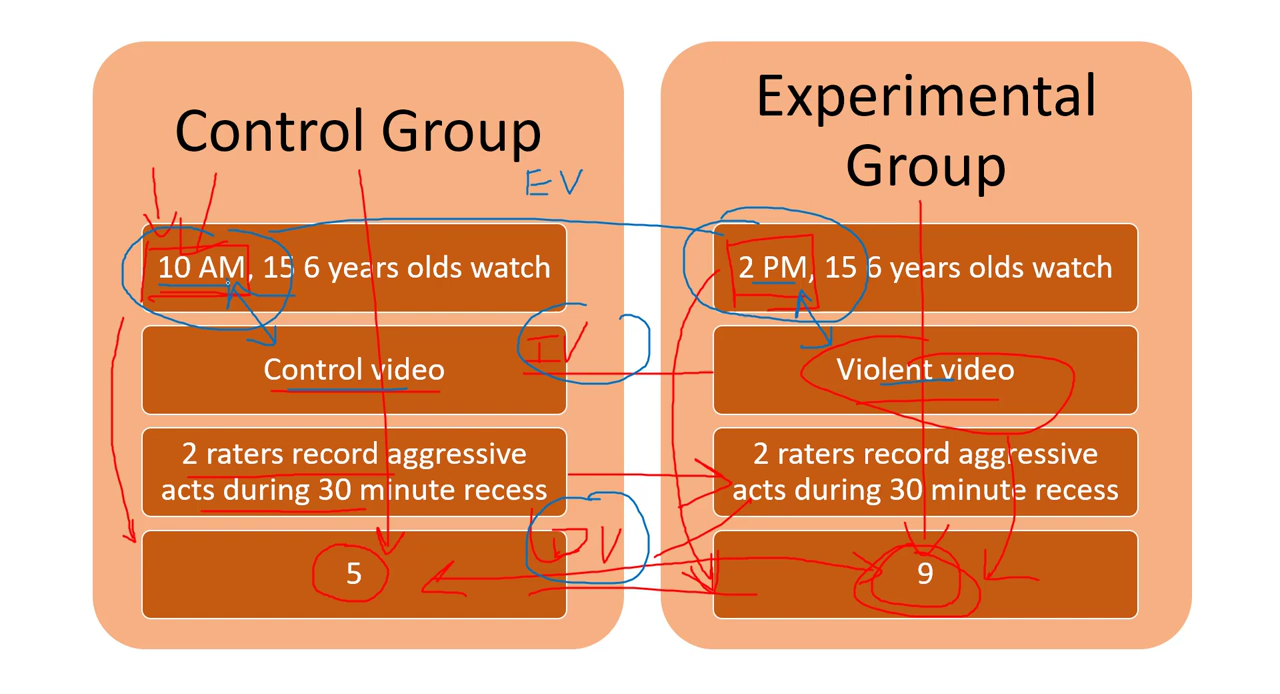 Control Group
EV
10 AM, 15 6 years olds watch
Control video
IV
2 raters record aggressive
acts during 30 minute recess
DV
5
Experimental
Group
2 PM, 15 6 years olds watch
Violent video
2 raters record aggressive
acts during 30 minute recess
9